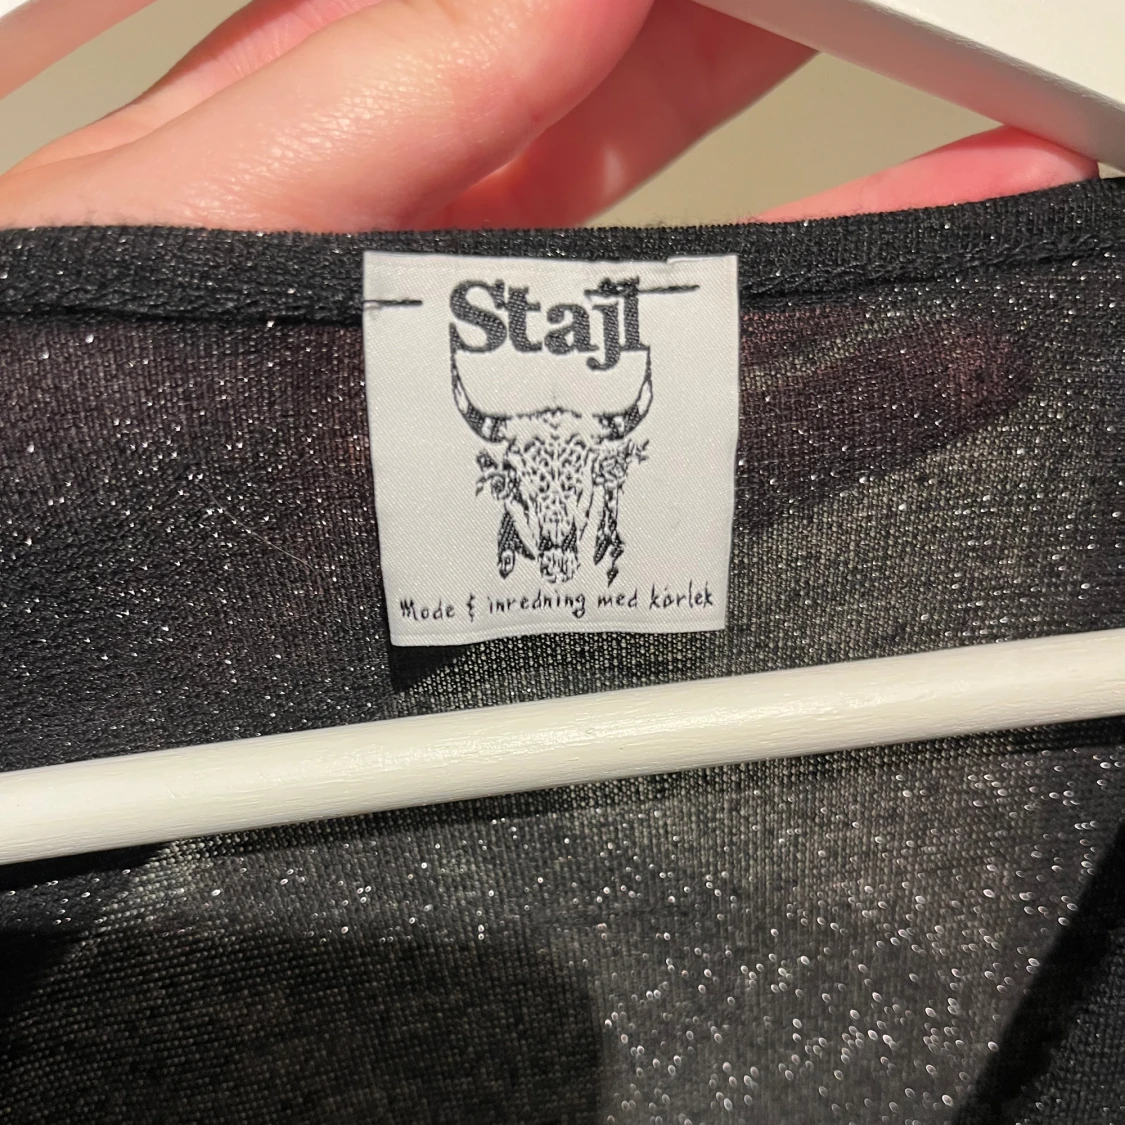 Stajl
Mode & inredning med kärlek